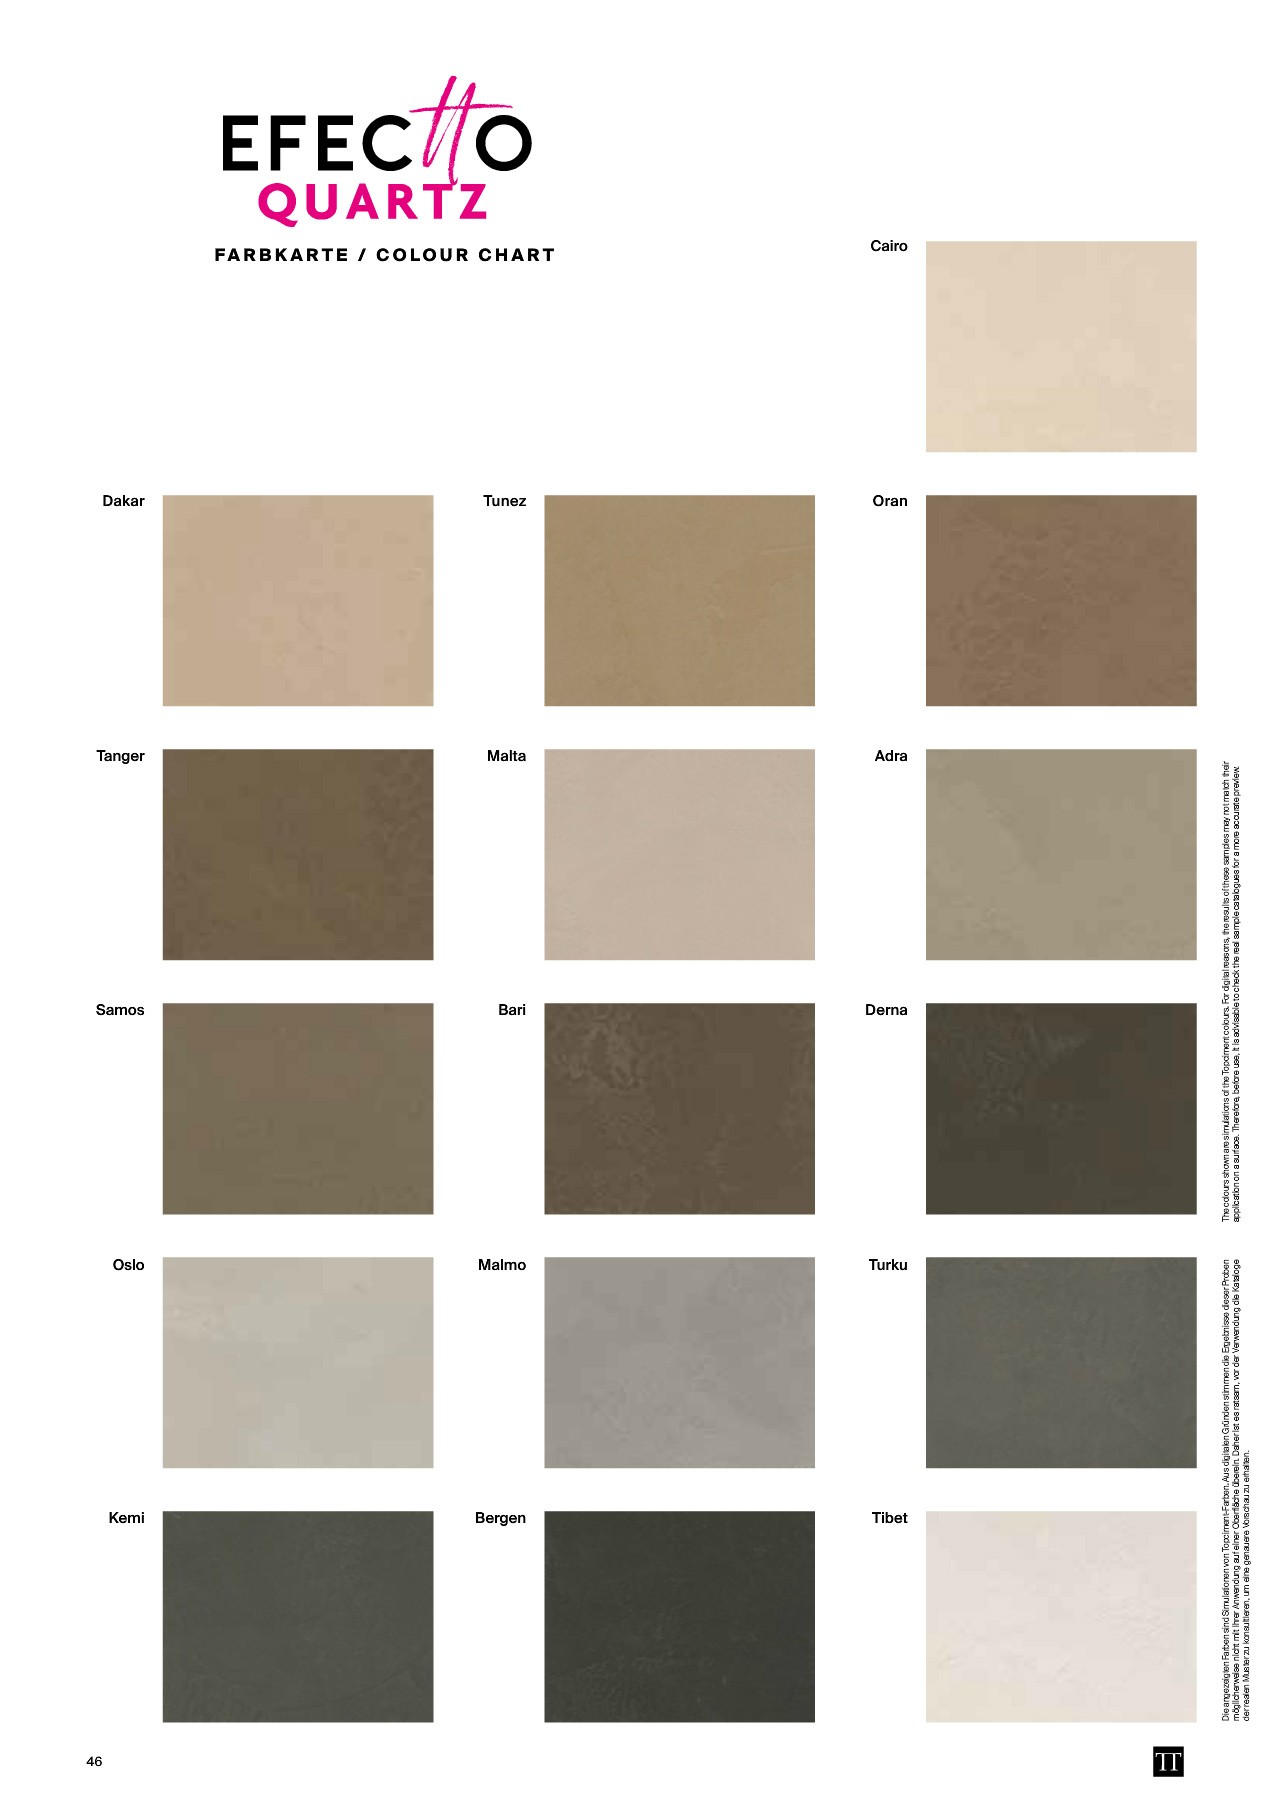 EFECttO
QUARTZ
FARBKARTE / COLOUR CHART
Cairo
Dakar
Tunez
Oran
Tanger
Malta
Adra
Samos
Bari
Derna
Oslo
Malmo
Turku
Kemi
Bergen
Tibet
The colours shown are simulations of the Topciment colours. For digital reasons, the results of these samples may not match their
application on a surface. Therefore, before use, it is advisable to check the real sample catalogues for a more accurate preview.
Die angezeigten Farben sind Simulationen von Topciment-Farben. Aus digitalen Gründen stimmen die Ergebnisse dieser Proben
möglicherweise nicht mit ihrer Anwendung auf einer Oberfläche überein. Daher ist es ratsam, vor der Verwendung die Kataloge
der realen Muster zu konsultieren, um eine genauere Vorschau zu erhalten.
46
TT